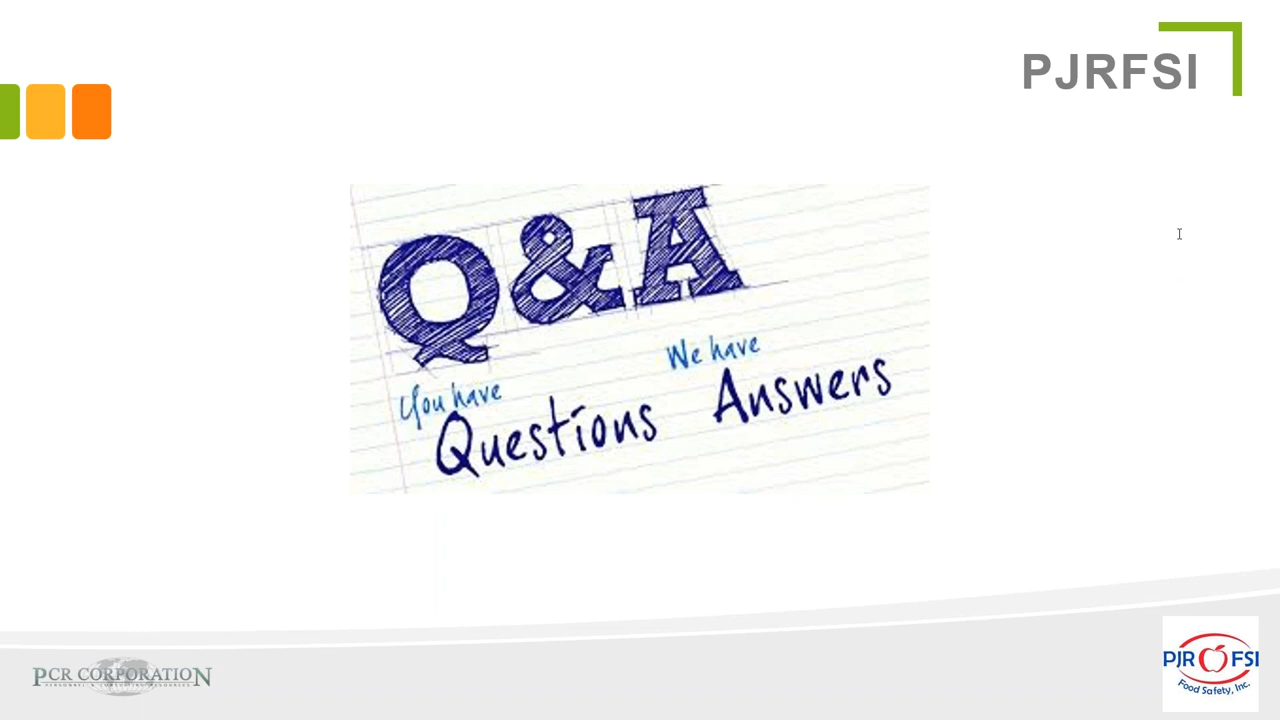 PJRFSI
Q&A
You have
Questions
We have
Answers
PCR CORPORATION
PJR FSI
Food Safety, Inc.